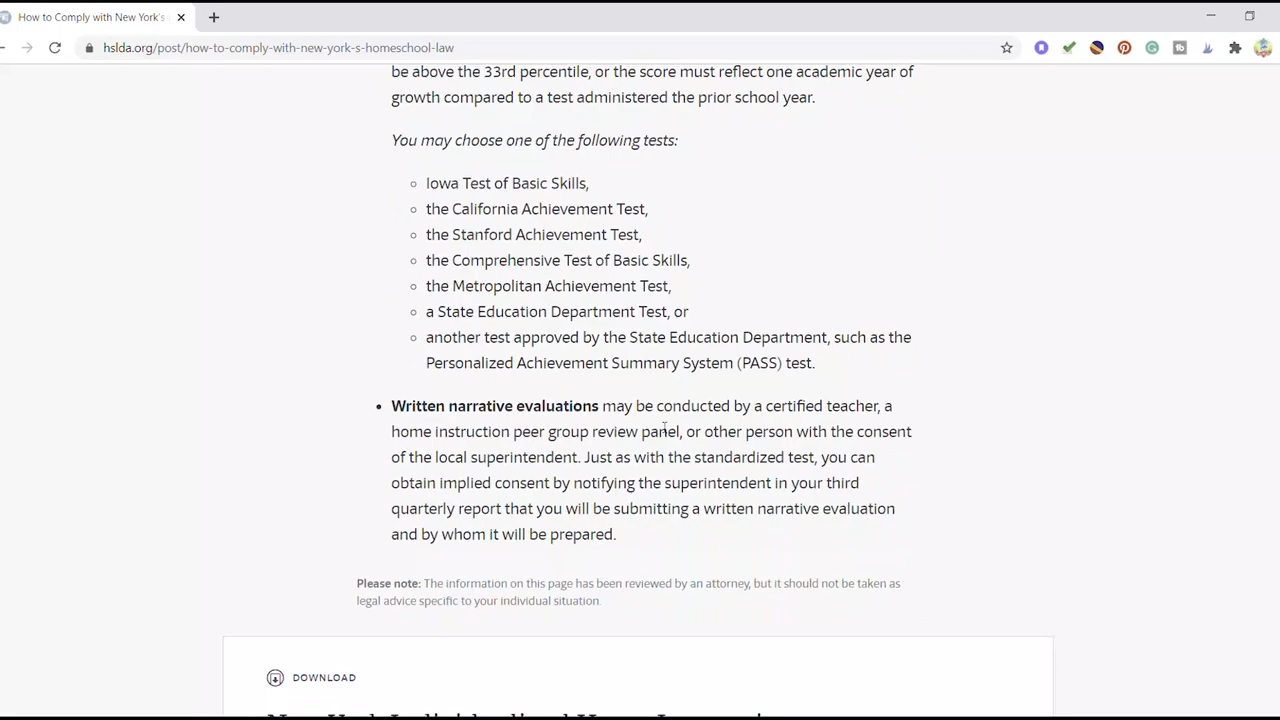 How to Comply with New York's
hslda.org/post/how-to-comply-with-new-york-s-homeschool-law
be above the 33rd percentile, or the score must reflect one academic year of
growth compared to a test administered the prior school year.
You may choose one of the following tests:
Iowa Test of Basic Skills,
the California Achievement Test,
the Stanford Achievement Test,
the Comprehensive Test of Basic Skills,
the Metropolitan Achievement Test,
a State Education Department Test, or
another test approved by the State Education Department, such as the
Personalized Achievement Summary System (PASS) test.
Written narrative evaluations may be conducted by a certified teacher, a
home instruction peer group review panel, or other person with the consent
of the local superintendent. Just as with the standardized test, you can
obtain implied consent by notifying the superintendent in your third
quarterly report that you will be submitting a written narrative evaluation
and by whom it will be prepared.
Please note: The information on this page has been reviewed by an attorney, but it should not be taken as
legal advice specific to your individual situation.
DOWNLOAD